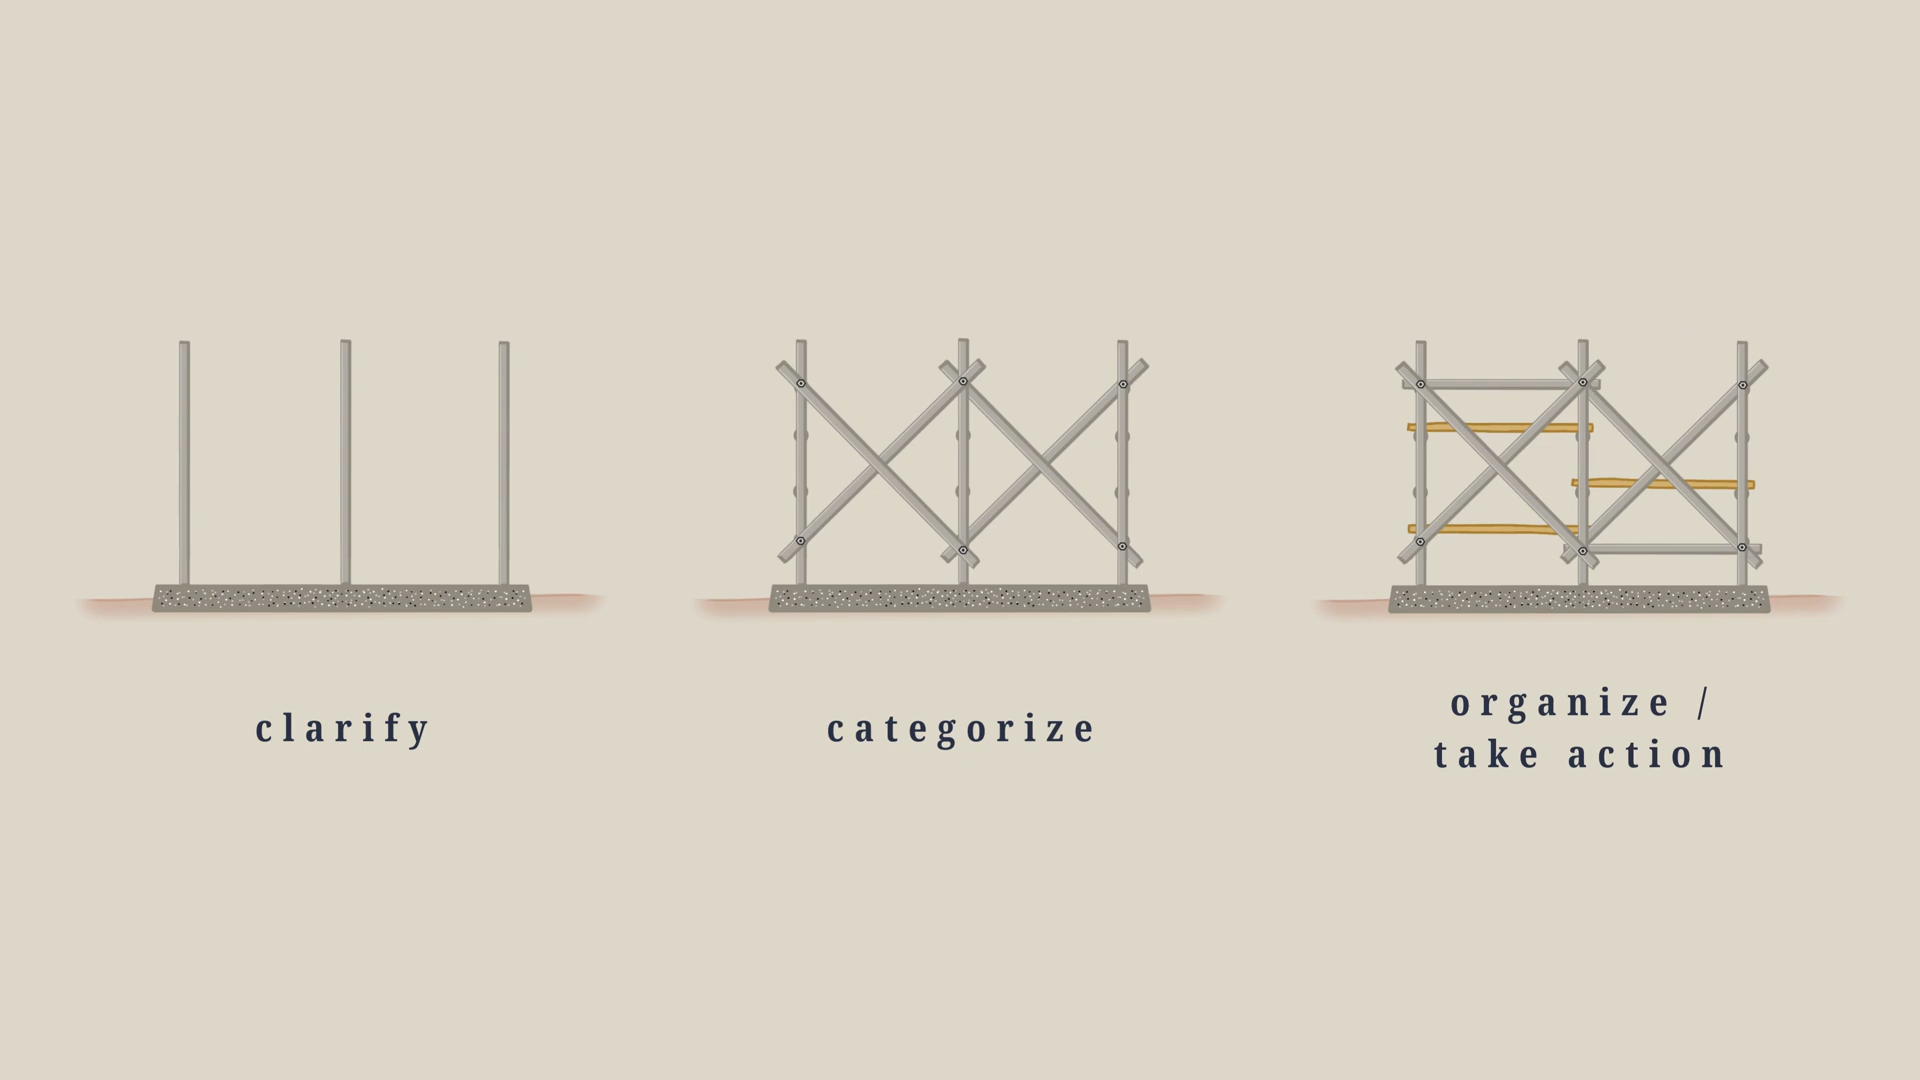 clarify
categorize
organize /
take action